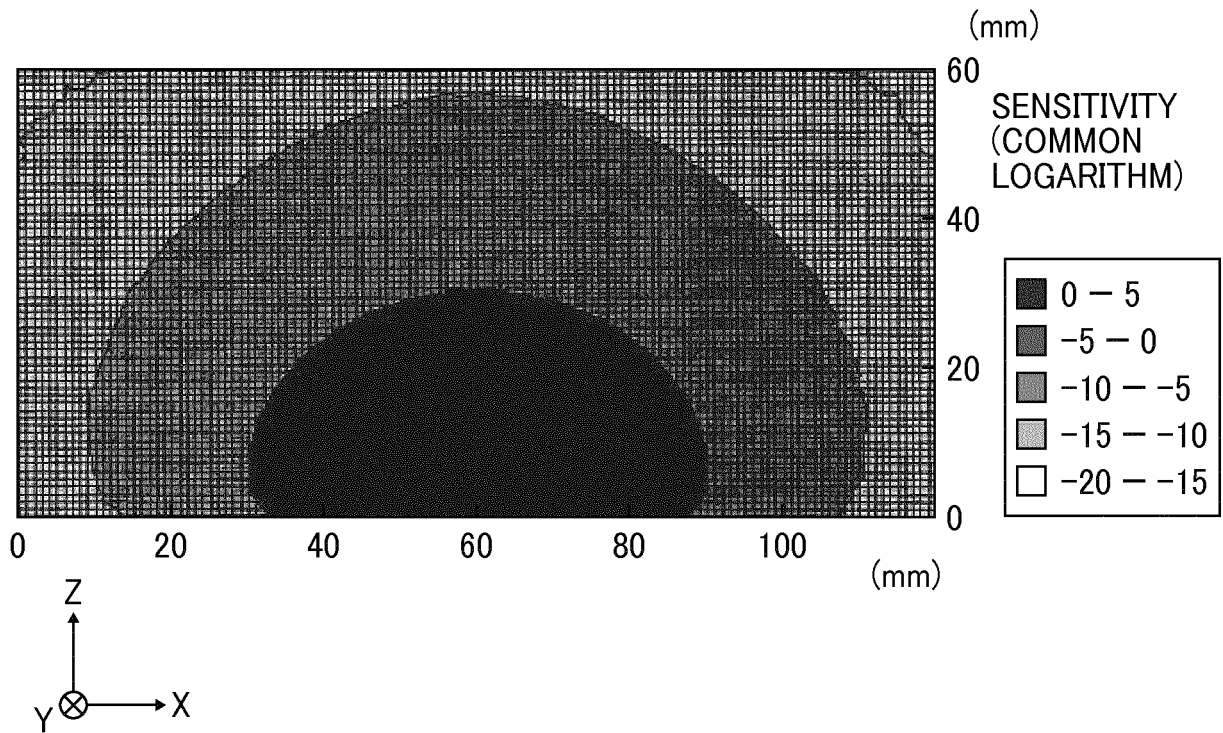 (mm)
60
SENSITIVITY
(COMMON
LOGARITHM)
40
0 – 5
-5 – 0
20
-10 – -5
-15 – -10
-20 – -15
0
0 20 40 60 80 100
(mm)
Z
Y
X